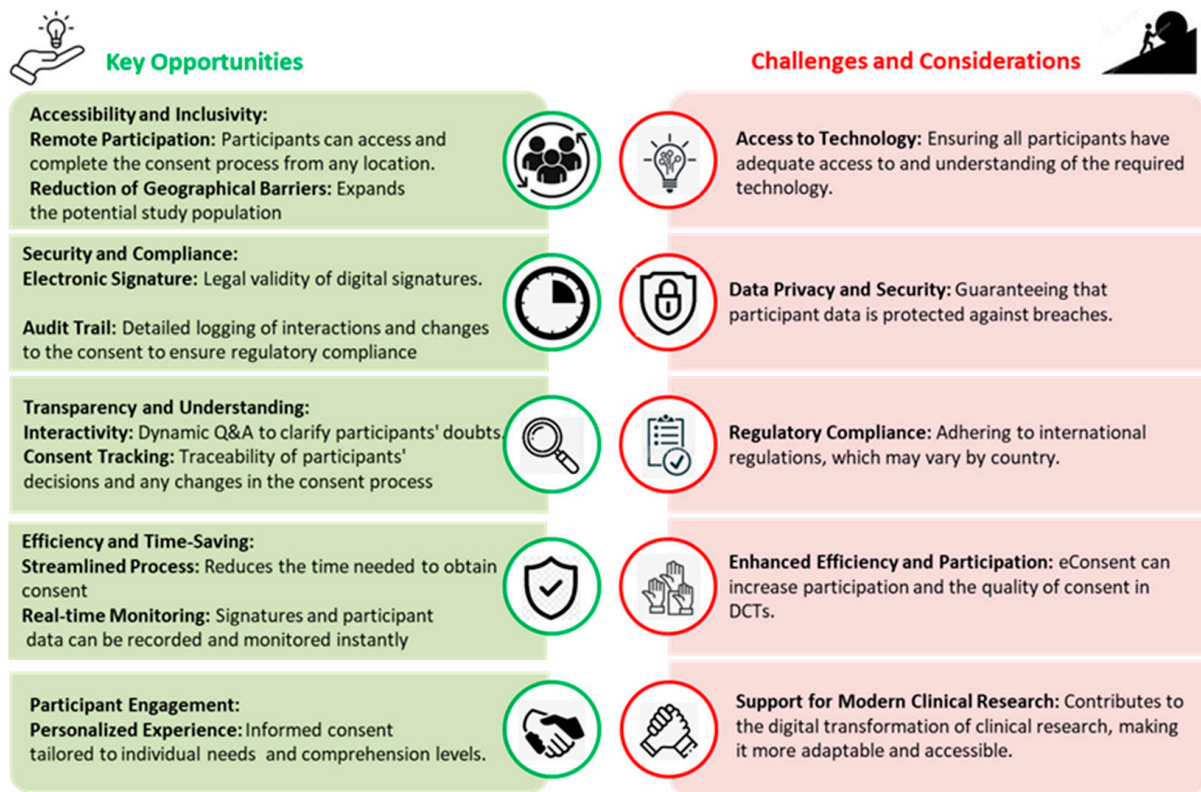 Key Opportunities
Accessibility and Inclusivity:
Remote Participation: Participants can access and
complete the consent process from any location.
Reduction of Geographical Barriers: Expands
the potential study population
Security and Compliance:
Electronic Signature: Legal validity of digital signatures.
Audit Trail: Detailed logging of interactions and changes
to the consent to ensure regulatory compliance
Transparency and Understanding:
Interactivity: Dynamic Q&A to clarify participants' doubts.
Consent Tracking: Traceability of participants'
decisions and any changes in the consent process
Efficiency and Time-Saving:
Streamlined Process: Reduces the time needed to obtain
consent
Real-time Monitoring: Signatures and participant
data can be recorded and monitored instantly
Participant Engagement:
Personalized Experience: Informed consent
tailored to individual needs and comprehension levels.
Challenges and Considerations
Access to Technology: Ensuring all participants have
adequate access to and understanding of the required
technology.
Data Privacy and Security: Guaranteeing that
participant data is protected against breaches.
Regulatory Compliance: Adhering to international
regulations, which may vary by country.
Enhanced Efficiency and Participation: eConsent can
increase participation and the quality of consent in
DCTs.
Support for Modern Clinical Research: Contributes to
the digital transformation of clinical research, making
it more adaptable and accessible.